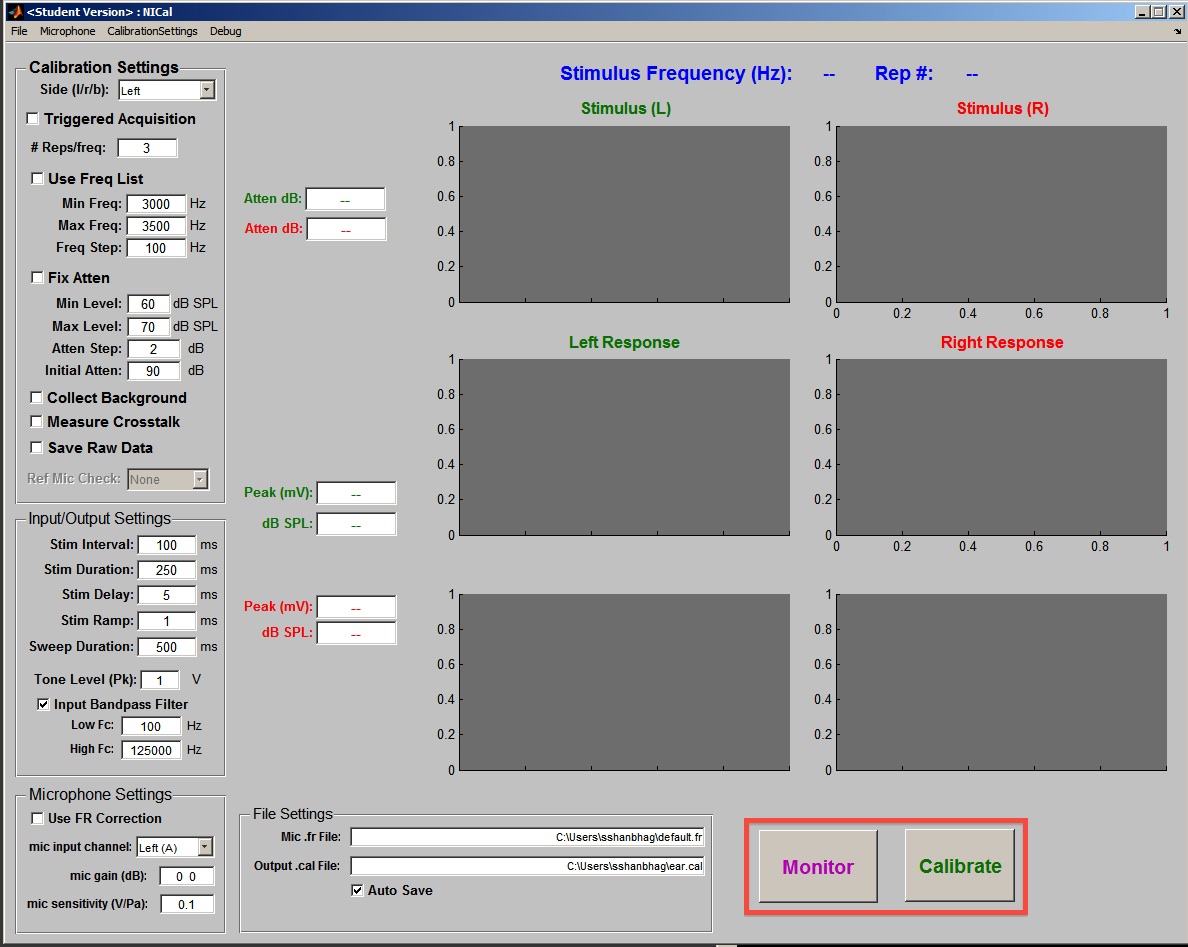 <Student Version> : NICal
File Microphone CalibrationSettings Debug
Calibration Settings
Side (l/r/b): Left
Triggered Acquisition
# Reps/freq: 3
Use Freq List
Min Freq: 3000 Hz
Max Freq: 3500 Hz
Freq Step: 100 Hz
Fix Atten
Min Level: 60 dB SPL
Max Level: 70 dB SPL
Atten Step: 2 dB
Initial Atten: 90 dB
Collect Background
Measure Crosstalk
Save Raw Data
Ref Mic Check: None
Input/Output Settings
Stim Interval: 100 ms
Stim Duration: 250 ms
Stim Delay: 5 ms
Stim Ramp: 1 ms
Sweep Duration: 500 ms
Tone Level (Pk): 1 V
Input Bandpass Filter
Low Fc: 100 Hz
High Fc: 125000 Hz
Microphone Settings
Use FR Correction
mic input channel: Left (A)
mic gain (dB): 0 0
mic sensitivity (V/Pa): 0.1
Atten dB: --
Atten dB: --
Peak (mV): --
dB SPL: --
Peak (mV): --
dB SPL: --
Stimulus Frequency (Hz): -- Rep #: --
Stimulus (L)
1
0.8
0.6
0.4
0.2
0
Stimulus (R)
1
0.8
0.6
0.4
0.2
0
0 0.2 0.4 0.6 0.8 1
Left Response
1
0.8
0.6
0.4
0.2
0
Right Response
1
0.8
0.6
0.4
0.2
0
0 0.2 0.4 0.6 0.8 1
1
0.8
0.6
0.4
0.2
0
1
0.8
0.6
0.4
0.2
0
File Settings
Mic .fr File: C:\Users\sshanbhag\default.fr
Output .cal File: C:\Users\sshanbhag\ear.cal
Auto Save
Monitor
Calibrate